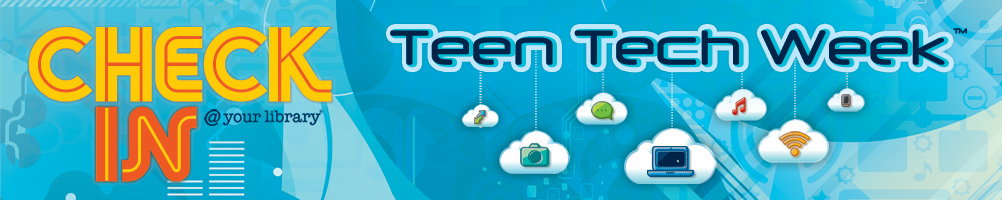 CHECK
IN
@ your library®
Teen Tech Week™